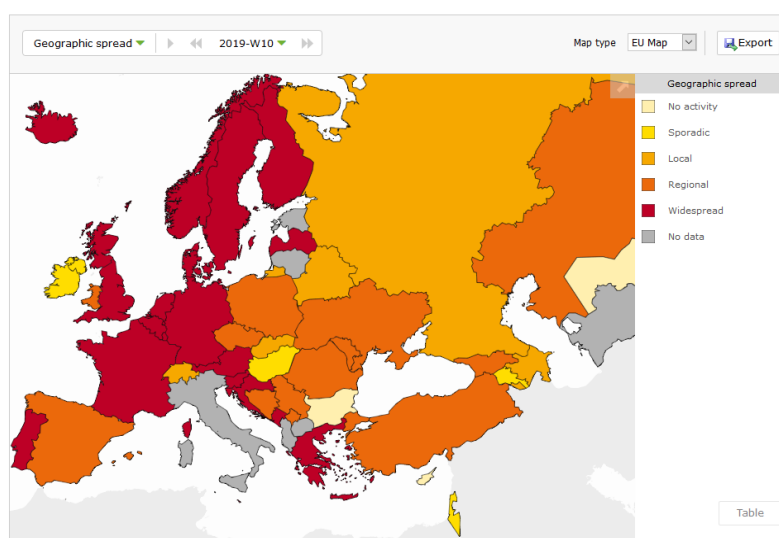 Geographic spread 2019-W10 Map type EU Map Export
Geographic spread
No activity
Sporadic
Local
Regional
Widespread
No data
Table